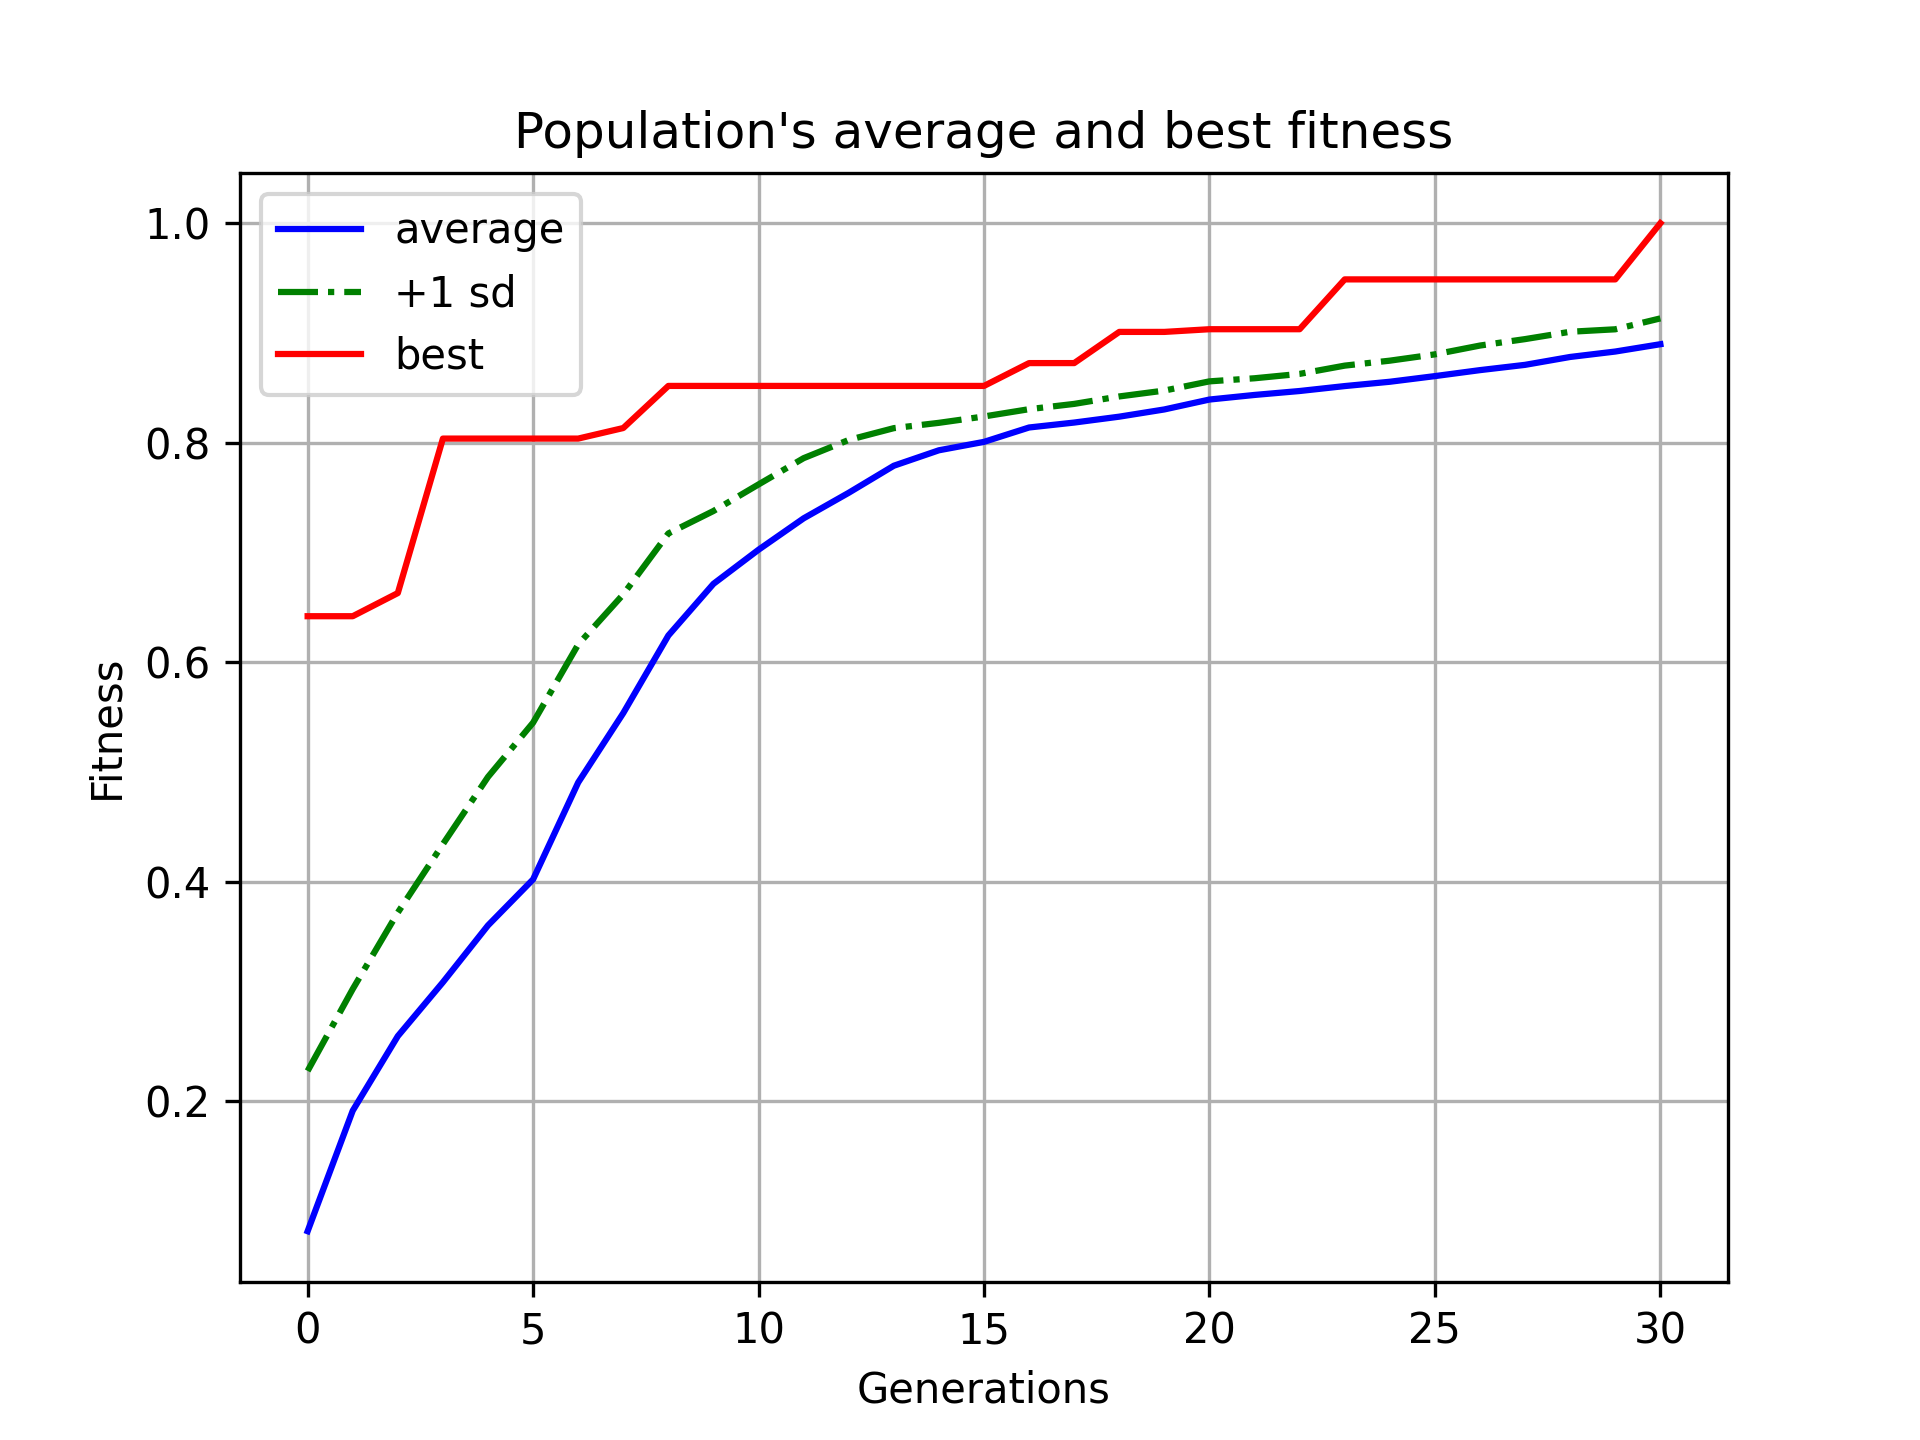 Population's average and best fitness
average
+1 sd
best
Fitness
1.0
0.8
0.6
0.4
0.2
0 5 10 15 20 25 30
Generations